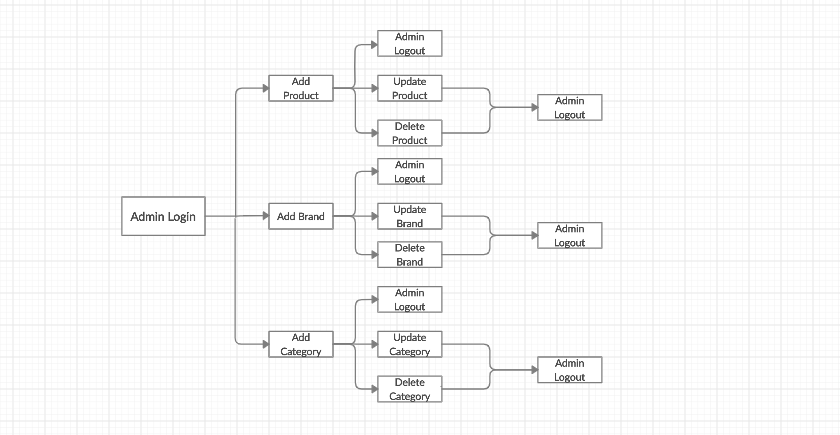 Admin
Logout
Add
Product
Update
Product
Admin
Logout
Delete
Product
Admin
Logout
Admin Login
Add Brand
Update
Brand
Admin
Logout
Delete
Brand
Admin
Logout
Add
Category
Update
Category
Admin
Logout
Delete
Category